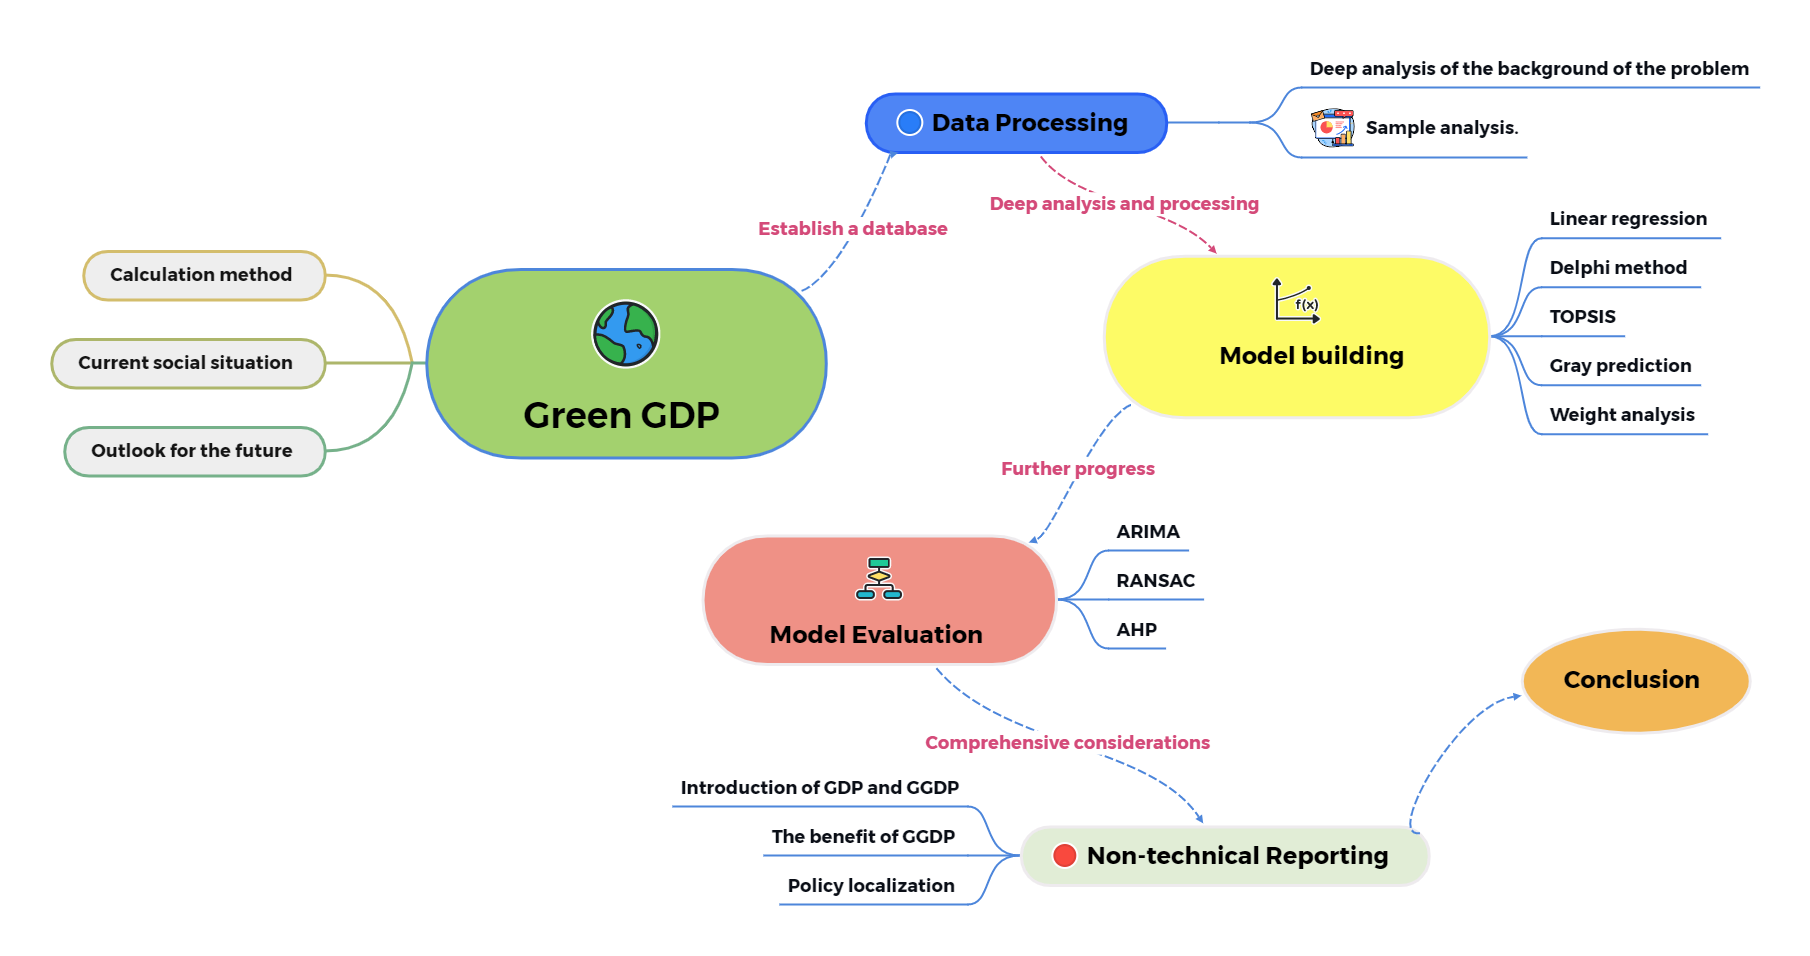 Deep analysis of the background of the problem
Data Processing
Sample analysis.
Deep analysis and processing
Establish a database
Linear regression
Delphi method
TOPSIS
Gray prediction
Weight analysis
f(x)
Model building
Calculation method
Current social situation
Outlook for the future
Green GDP
Further progress
ARIMA
RANSAC
AHP
Model Evaluation
Conclusion
Comprehensive considerations
Introduction of GDP and GGDP
The benefit of GGDP
Policy localization
Non-technical Reporting